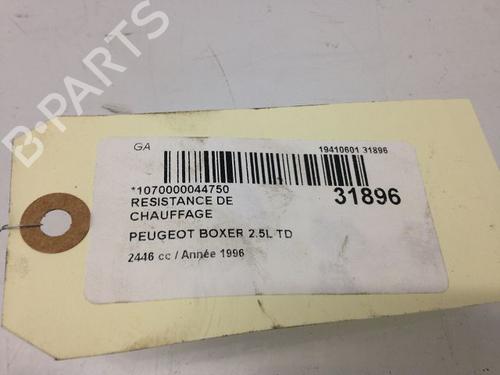 B-PARTS
GA
19410601 31896
*1070000044750
31896
RESISTANCE DE
CHAUFFAGE
PEUGEOT BOXER 2.5L TD
2446 cc / Année 1996